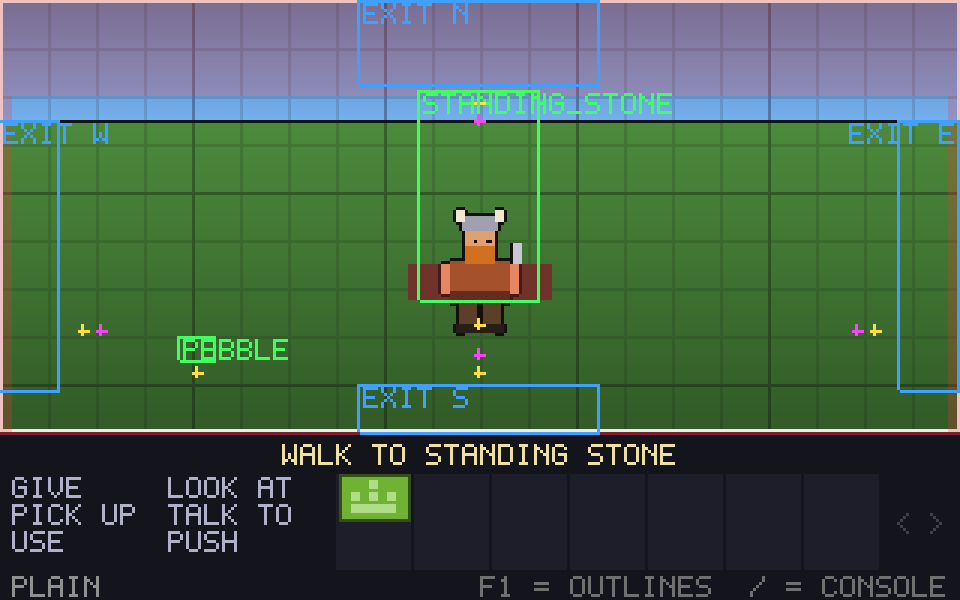 EXIT N
STANDING_STONE
EXIT W
EXIT E
PEBBLE
EXIT S
WALK TO STANDING STONE
GIVE LOOK AT
PICK UP TALK TO
USE PUSH
< >
PLAIN F1 = OUTLINES / = CONSOLE